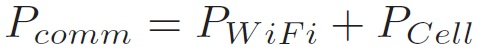 P_{comm} = P_{WiFi} + P_{Cell}